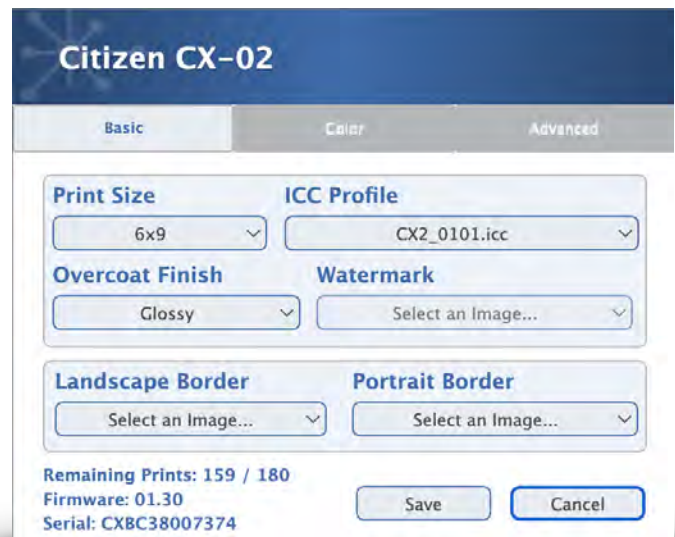 Citizen CX-02
Basic Color Advanced
Print Size ICC Profile
6x9 CX2_0101.icc
Overcoat Finish Watermark
Glossy Select an Image...
Landscape Border Portrait Border
Select an Image... Select an Image...
Remaining Prints: 159 / 180
Firmware: 01.30
Serial: CXBC38007374
Save Cancel